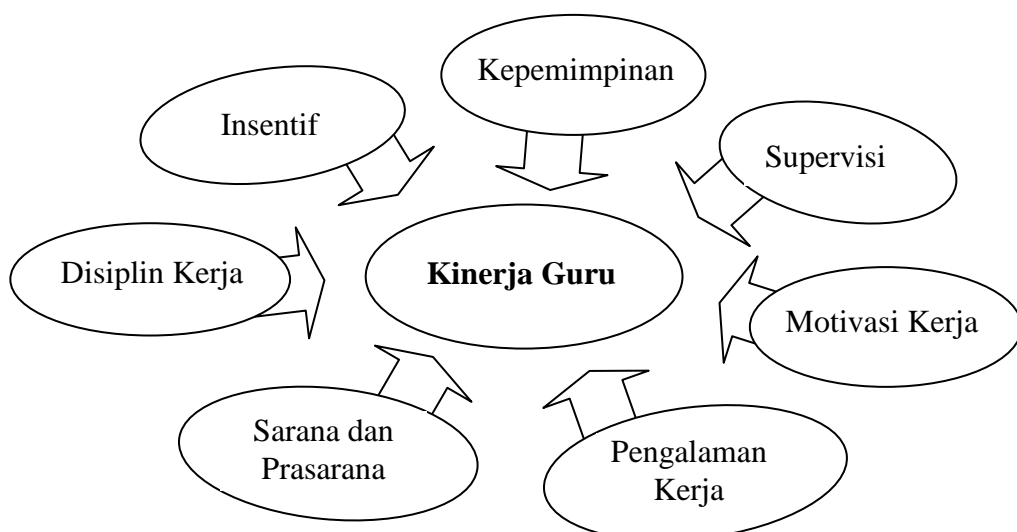 Kepemimpinan
Insentif
Supervisi
Disiplin Kerja
Kinerja Guru
Motivasi Kerja
Sarana dan
Prasarana
Pengalaman
Kerja